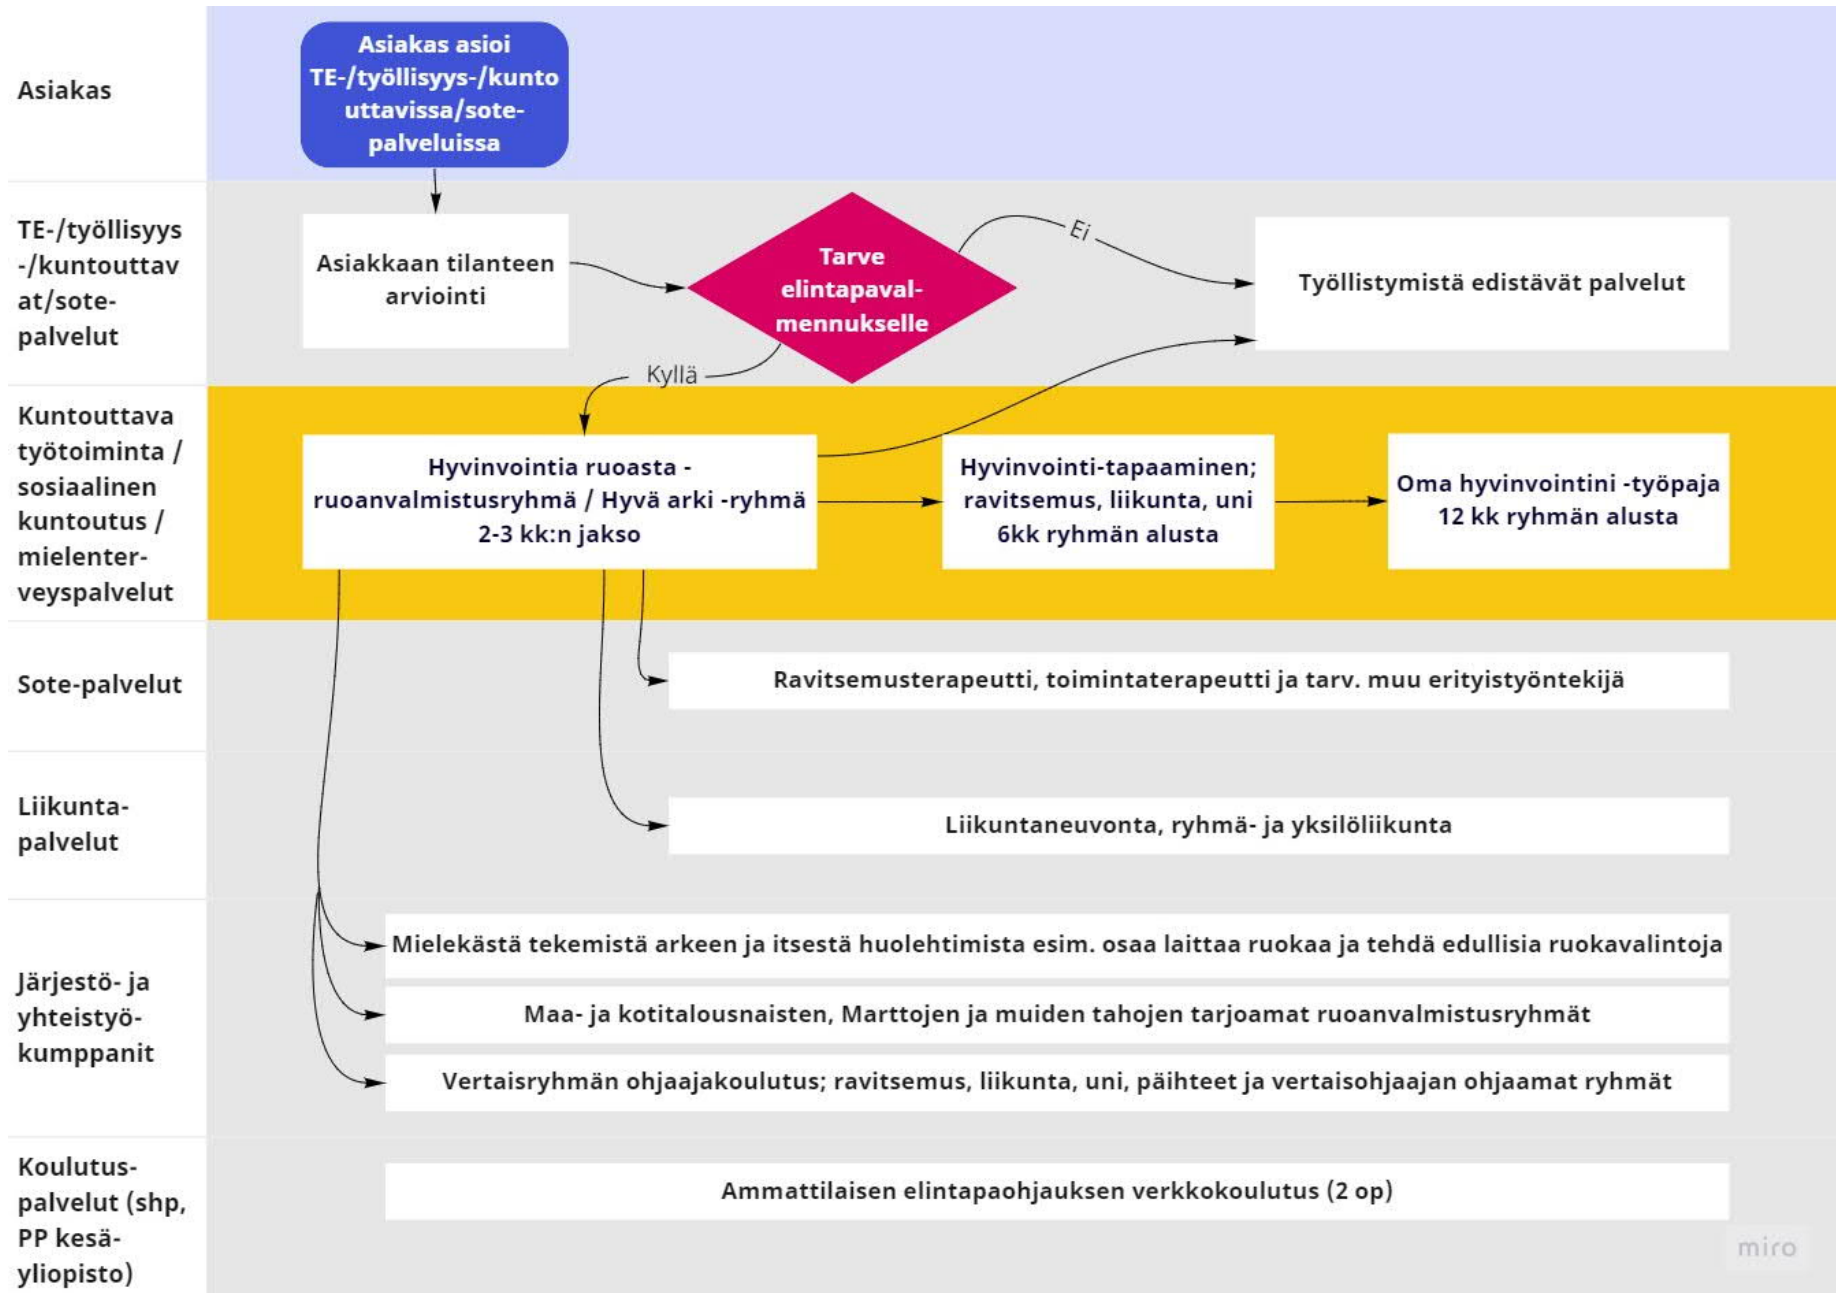 Asiakas
Asiakas asioi
TE-/työllisyys-/kunto
uttavissa/sote-
palveluissa
TE-/työllisyys
-/kuntouttav
at/sote-
palvelut
Asiakkaan tilanteen
arviointi
Tarve
elintapaval-
mennukselle
Ei
Työllistymistä edistävät palvelut
Kyllä
Kuntouttava
työtoiminta /
sosiaalinen
kuntoutus /
mielenter-
veyspalvelut
Hyvinvointia ruoasta -
ruoanvalmistusryhmä / Hyvä arki -ryhmä
2-3 kk:n jakso
Hyvinvointi-tapaaminen;
ravitsemus, liikunta, uni
6kk ryhmän alusta
Oma hyvinvointini -työpaja
12 kk ryhmän alusta
Sote-palvelut
Ravitsemusterapeutti, toimintaterapeutti ja tarv. muu erityistyöntekijä
Liikunta-
palvelut
Liikuntaneuvonta, ryhmä- ja yksilöliikunta
Järjestö- ja
yhteistyö-
kumppanit
Mielekästä tekemistä arkeen ja itsestä huolehtimista esim. osaa laittaa ruokaa ja tehdä edullisia ruokavalintoja
Maa- ja kotitalousnaisten, Marttojen ja muiden tahojen tarjoamat ruoanvalmistusryhmät
Vertaisryhmän ohjaajakoulutus; ravitsemus, liikunta, uni, päihteet ja vertaisohjaajan ohjaamat ryhmät
Koulutus-
palvelut (shp,
PP kesä-
yliopisto)
Ammattilaisen elintapaohjauksen verkkokoulutus (2 op)
miro